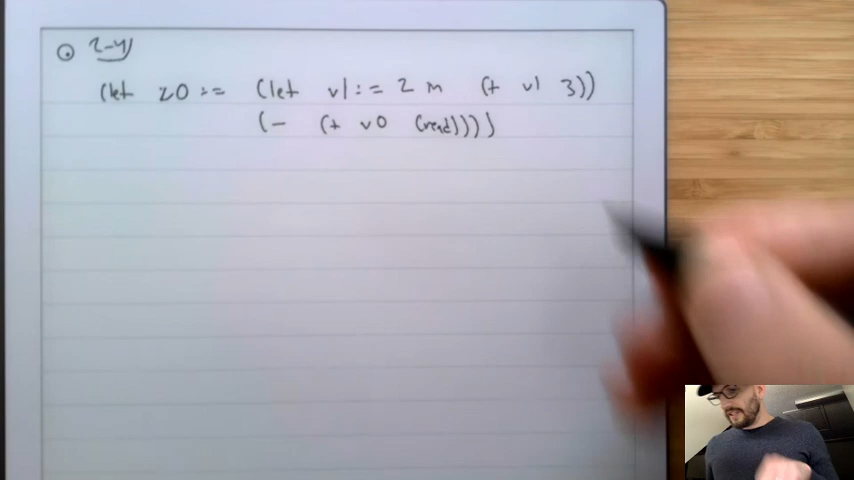 ⊙ 2-4
(let z0 := (let v1 := 2 in (+ v1 3))
(- (+ v0 (read))))